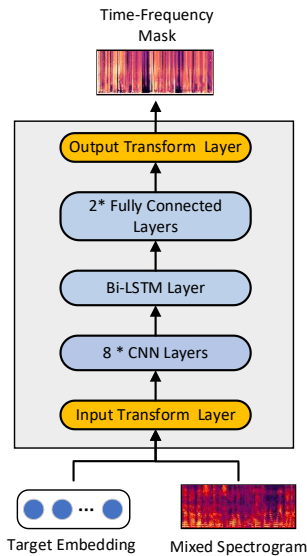 Time-Frequency
Mask
Output Transform Layer
2* Fully Connected
Layers
Bi-LSTM Layer
8 * CNN Layers
Input Transform Layer
Target Embedding
Mixed Spectrogram